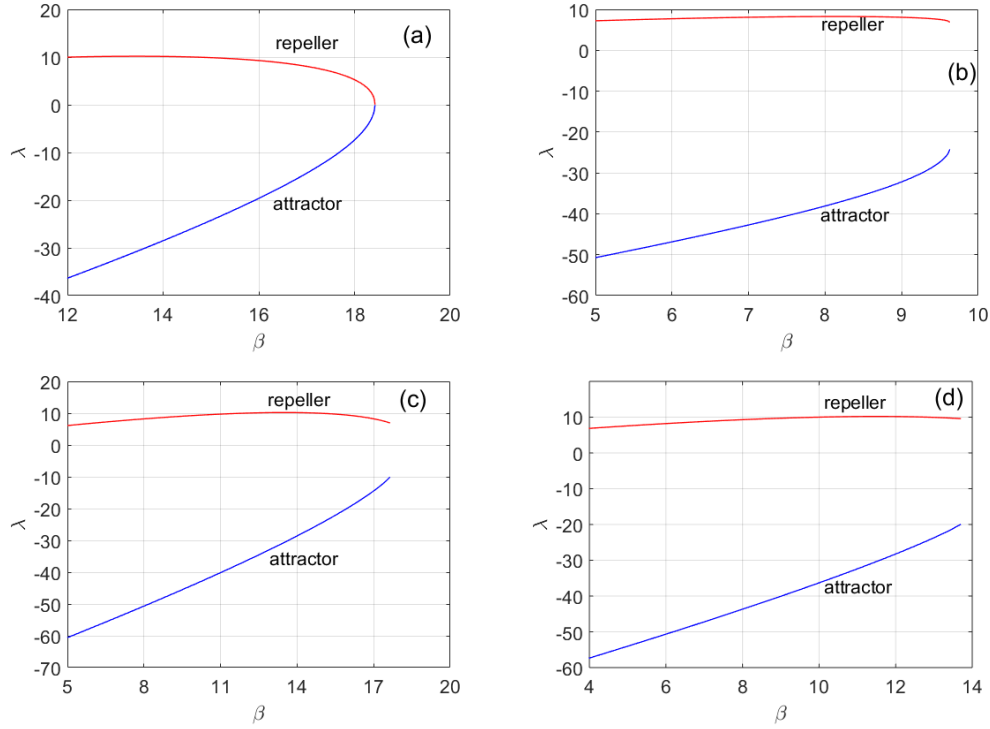 20
(a)
repeller
10
0
λ
-10
-20
attractor
-30
-40
12 14 16 18 20
β
10
repeller
0
(b)
-10
-20
λ
-30
attractor
-40
-50
-60
5 6 7 8 9 10
β
20
repeller
(c)
10
0
-10
λ
-20
-30
attractor
-40
-50
-60
-70
5 8 11 14 17 20
β
20
repeller
(d)
10
0
-10
λ
-20
-30
attractor
-40
-50
-60
4 6 8 10 12 14
β